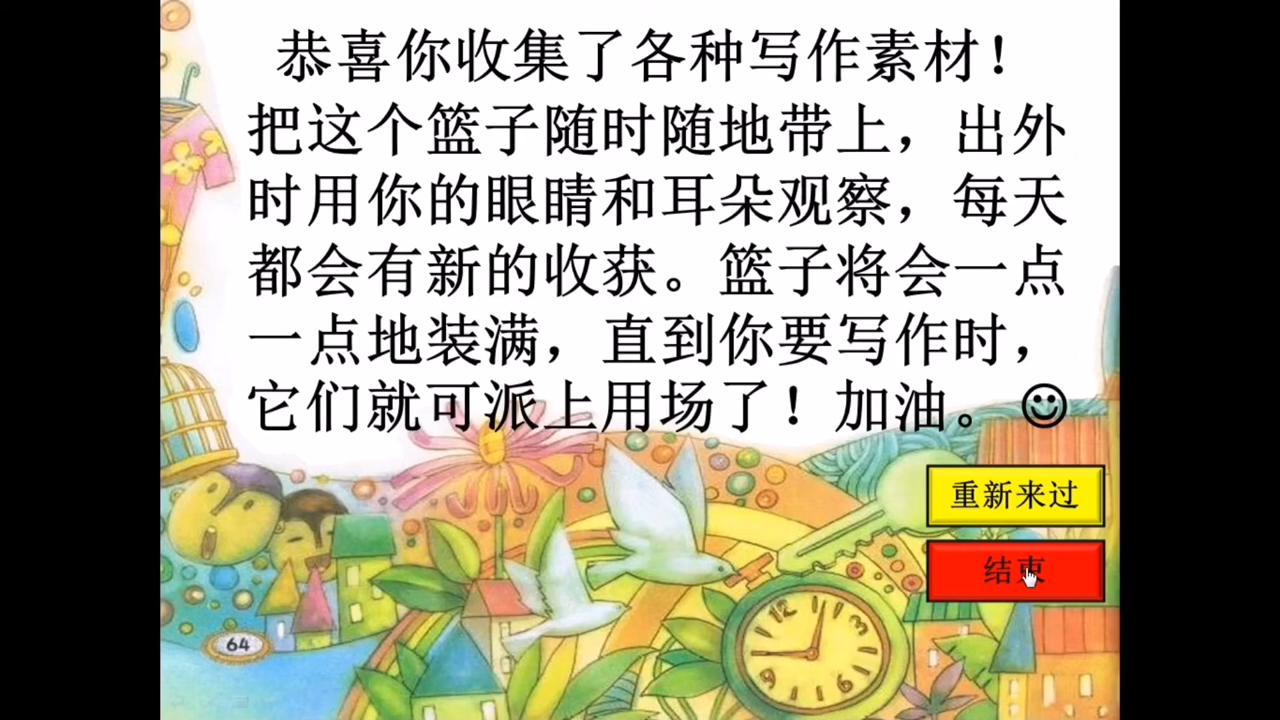 恭喜你收集了各种写作素材！
把这个篮子随时随地带上，出外
时用你的眼睛和耳朵观察，每天
都会有新的收获。篮子将会一点
一点地装满，直到你要写作时，
它们就可派上用场了！加油。☺
重新来过
结束
64
12
3
6
9